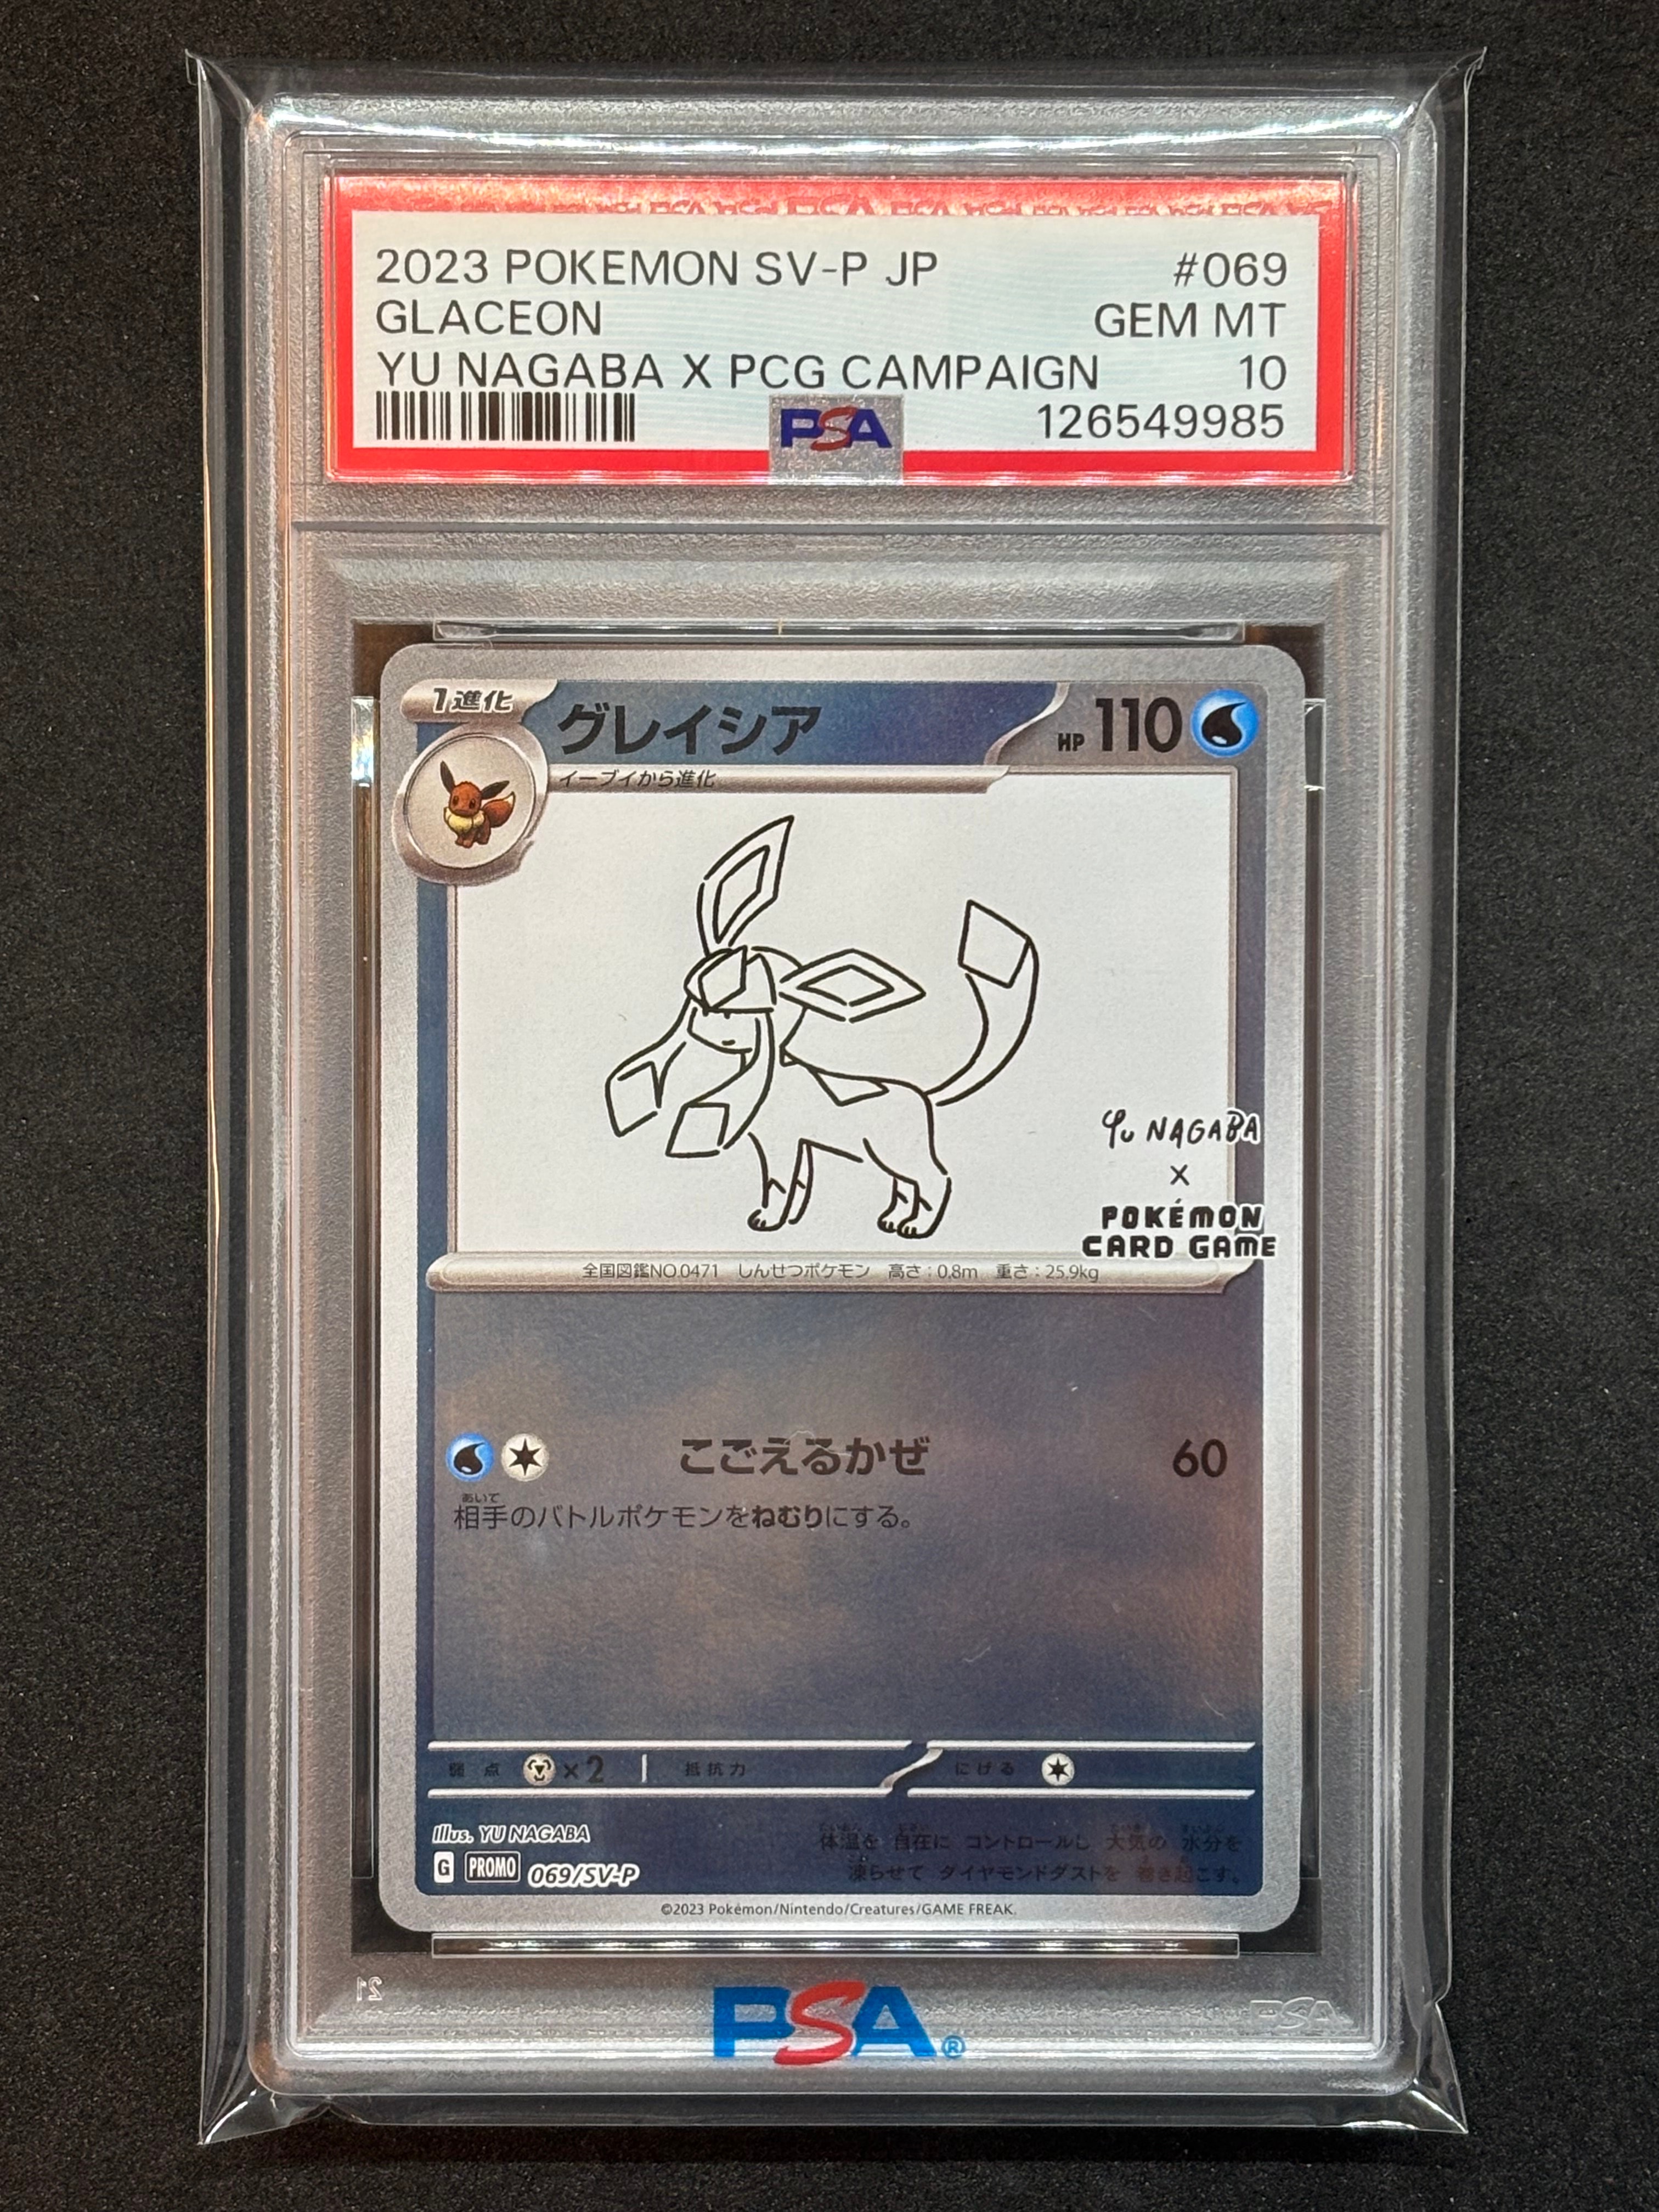 2023 POKEMON SV-P JP #069
GLACEON GEM MT
YU NAGABA X PCG CAMPAIGN 10
PSA 126549985
1進化 グレイシア HP 110
イーブイから進化
Yu NAGABA
X
POKÉMON
CARD GAME
全国図鑑NO.0471 しんせつポケモン 高さ:0.8m 重さ:25.9kg
こごえるかぜ 60
あいて
相手のバトルポケモンをねむりにする。
弱点 ×2 抵抗力 にげる
Illus. YU NAGABA
体温を 自在に コントロールし 大気の 水分を
G PROMO 069/SV-P
凍らせて ダイヤモンドダストを 巻き起こす。
©2023 Pokémon/Nintendo/Creatures/GAME FREAK.
21
PSA®
PSA